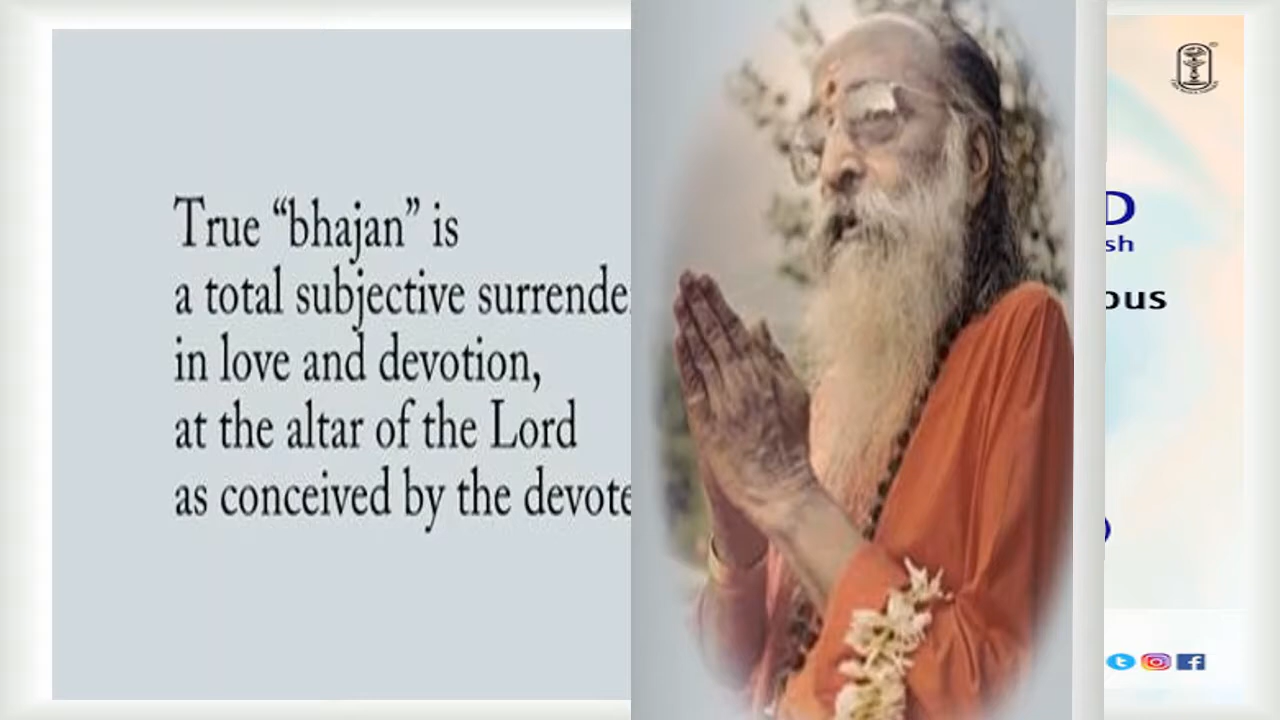 True “bhajan” is
a total subjective surrende
in love and devotion,
at the altar of the Lord
as conceived by the devote
D
sh
ous
)